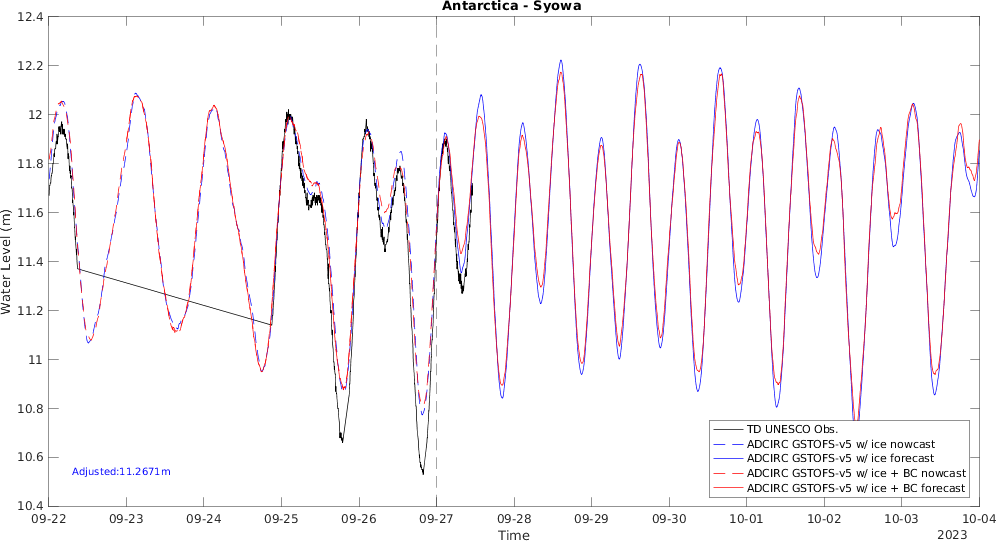 Antarctica - Syowa
12.4
12.2
12
11.8
11.6
11.4
11.2
11
10.8
10.6
10.4
Water Level (m)
Adjusted:11.2671m
TD UNESCO Obs.
ADCIRC GSTOFS-v5 w/ ice nowcast
ADCIRC GSTOFS-v5 w/ ice forecast
ADCIRC GSTOFS-v5 w/ ice + BC nowcast
ADCIRC GSTOFS-v5 w/ ice + BC forecast
09-22 09-23 09-24 09-25 09-26 09-27 09-28 09-29 09-30 10-01 10-02 10-03 10-04
Time
2023